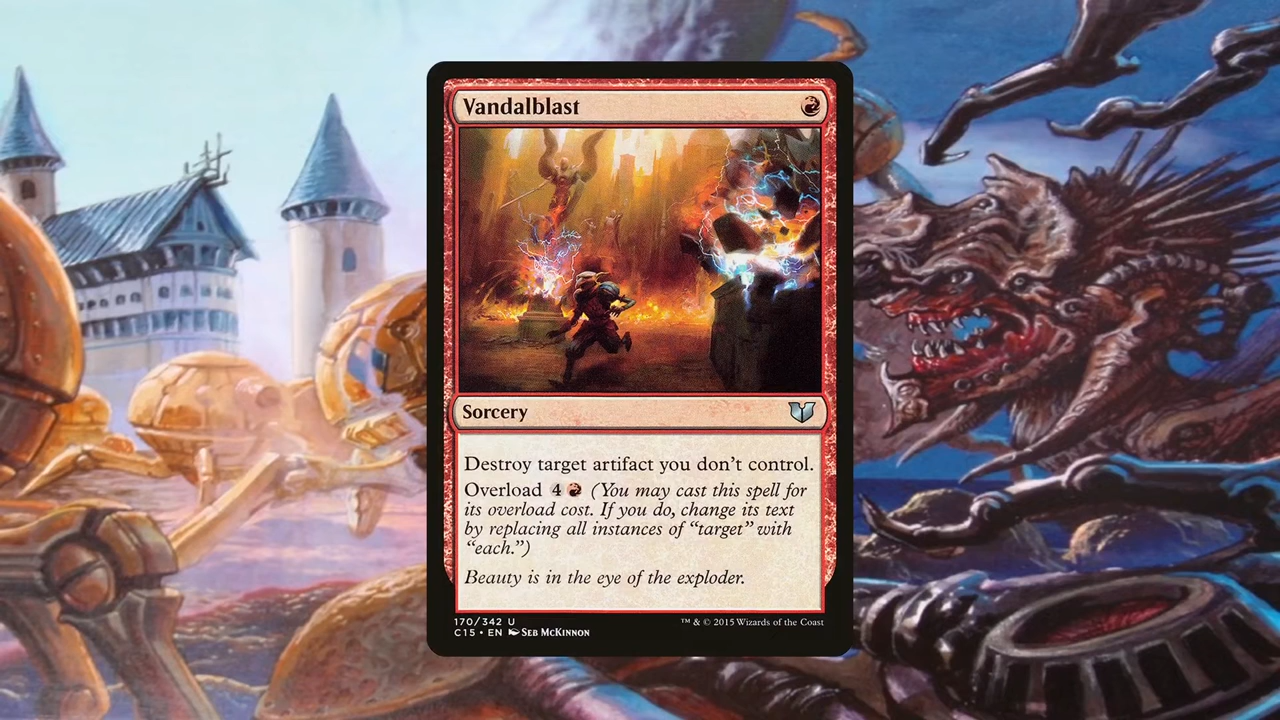 Vandalblast
Sorcery
Destroy target artifact you don't control.
Overload 4 (You may cast this spell for
its overload cost. If you do, change its text
by replacing all instances of “target” with
“each.”)
Beauty is in the eye of the exploder.
170/342 U
C15 • EN Seb McKinnon
™ & © 2015 Wizards of the Coast